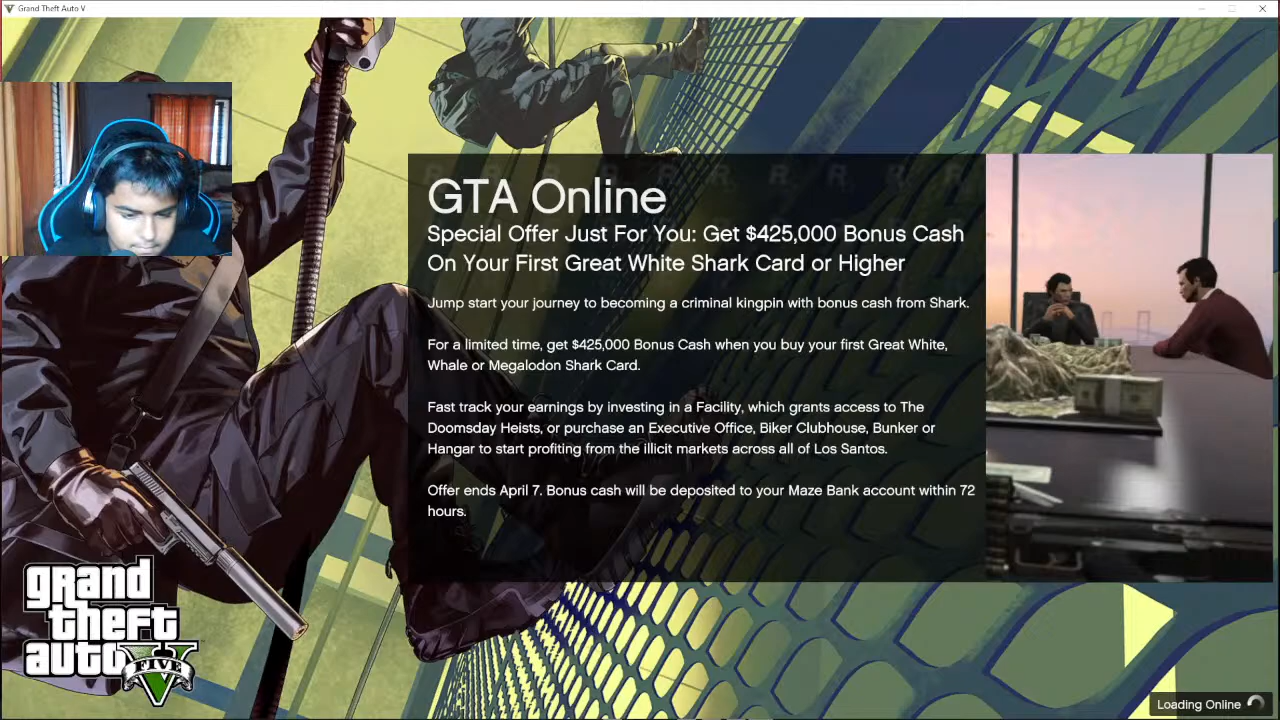 Grand Theft Auto V
GTA Online
Special Offer Just For You: Get $425,000 Bonus Cash
On Your First Great White Shark Card or Higher
Jump start your journey to becoming a criminal kingpin with bonus cash from Shark.
For a limited time, get $425,000 Bonus Cash when you buy your first Great White,
Whale or Megalodon Shark Card.
Fast track your earnings by investing in a Facility, which grants access to The
Doomsday Heists, or purchase an Executive Office, Biker Clubhouse, Bunker or
Hangar to start profiting from the illicit markets across all of Los Santos.
Offer ends April 7. Bonus cash will be deposited to your Maze Bank account within 72
hours.
grand
theft
auto V
FIVE
Loading Online